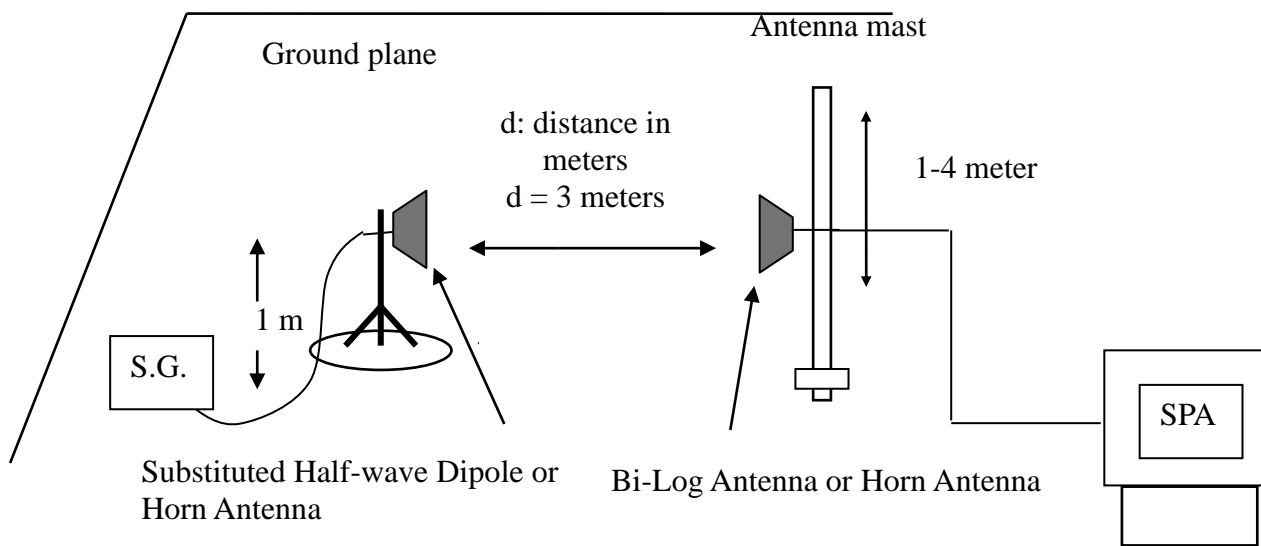 Antenna mast
Ground plane
d: distance in
meters
d = 3 meters
1-4 meter
1 m
S.G.
SPA
Substituted Half-wave Dipole or
Horn Antenna
Bi-Log Antenna or Horn Antenna